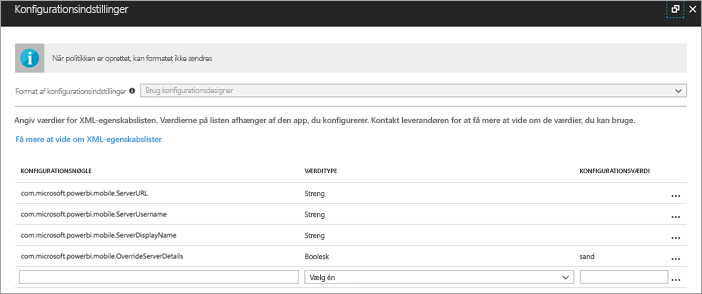 Konfigurationsindstillinger
Når politikken er oprettet, kan formatet ikke ændres
Format af konfigurationsindstillinger Brug konfigurationsdesigner
Angiv værdier for XML-egenskabslisten. Værdierne på listen afhænger af den app, du konfigurerer. Kontakt leverandøren for at få mere at vide om de værdier, du kan bruge.
Få mere at vide om XML-egenskabslister
KONFIGURATIONSNØGLE VÆRDITYPE KONFIGURATIONSVÆRDI
com.microsoft.powerbi.mobile.ServerURL Streng ...
com.microsoft.powerbi.mobile.ServerUsername Streng ...
com.microsoft.powerbi.mobile.ServerDisplayName Streng ...
com.microsoft.powerbi.mobile.OverrideServerDetails Boolesk sand ...
Vælg én ...